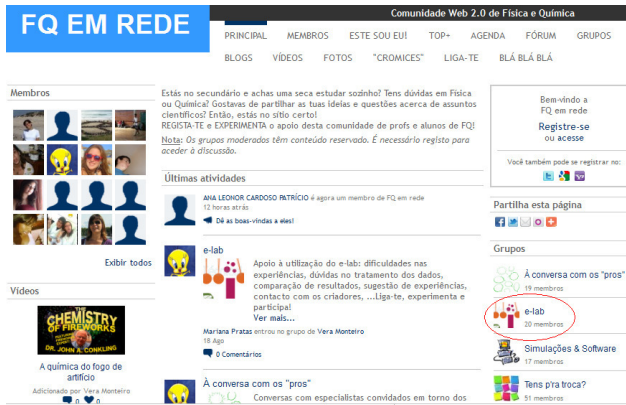 FQ EM REDE
Comunidade Web 2.0 de Física e Química
PRINCIPAL MEMBROS ESTE SOU EU! TOP+ AGENDA FÓRUM GRUPOS
BLOGS VÍDEOS FOTOS "CROMICES" LIGA-TE BLÁ BLÁ BLÁ
Membros
Exibir todos
Vídeos
THE CHEMISTRY OF FIREWORKS
DR. JOHN A. CONKLING
A química do fogo de
artifício
Adicionado por Vera Monteiro
0 0
Estás no secundário e achas uma seca estudar sozinho? Tens dúvidas em Física
ou Química? Gostavas de partilhar as tuas ideias e questões acerca de assuntos
científicos? Então, estás no sítio certo!
REGISTA-TE e EXPERIMENTA o apoio desta comunidade de profs e alunos de FQ!
Nota: Os grupos moderados têm conteúdo reservado. É necessário registo para
aceder à discussão.
Últimas atividades
ANA LEONOR CARDOSO PATRÍCIO é agora um membro de FQ em rede
12 horas atrás
Dê as boas-vindas a eles!
e-lab
Apoio à utilização do e-lab: dificuldades nas
experiências, dúvidas no tratamento dos dados,
comparação de resultados, sugestão de experiências,
contacto com os criadores, ...Liga-te, experimenta e
participa!
Ver mais...
Mariana Pratas entrou no grupo de Vera Monteiro
18 Ago
0 Comentários
À conversa com os "pros"
Conversas com especialistas convidados em torno dos
Bem-vindo a
FQ em rede
Registre-se
ou acesse
Você também pode se registrar no:
Partilha esta página
Grupos
À conversa com os "pros"
19 membros
e-lab
20 membros
Simulações & Software
17 membros
Tens p'ra troca?
51 membros